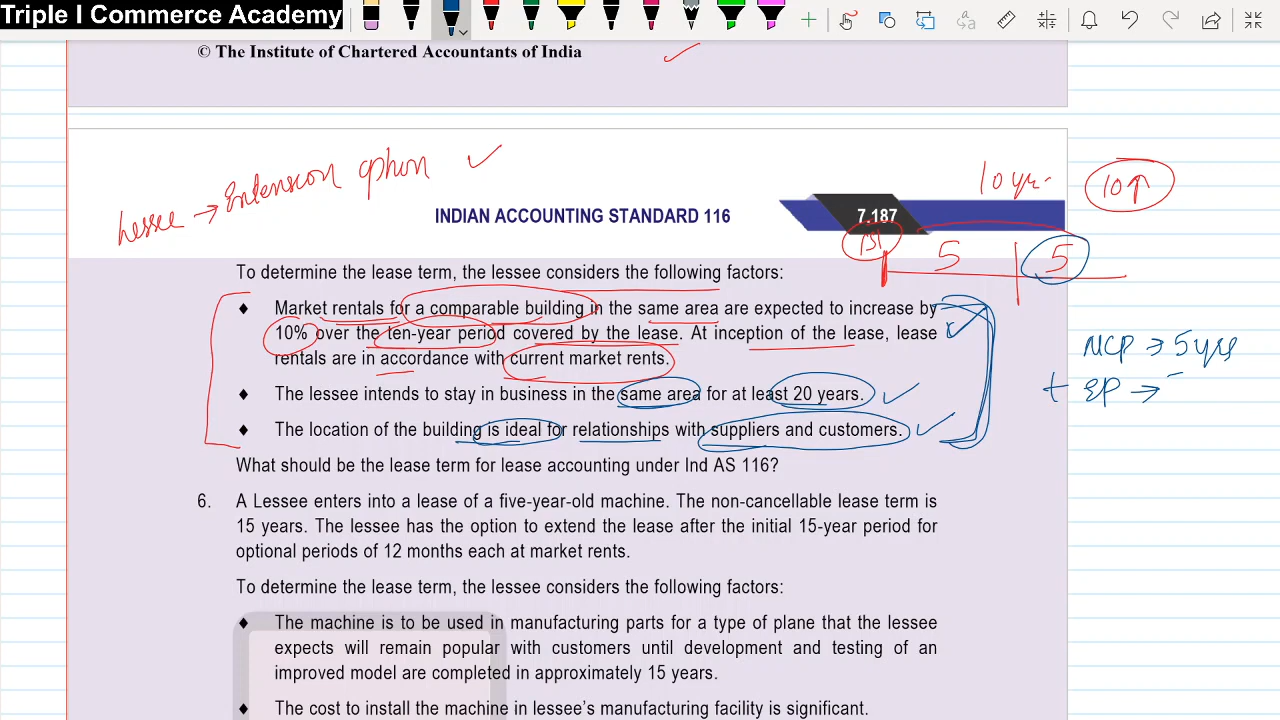 Triple I Commerce Academy
© The Institute of Chartered Accountants of India
Lessee → Extension option
10 yrs
10↑
INDIAN ACCOUNTING STANDARD 116
7.187
5
5
To determine the lease term, the lessee considers the following factors:
♦ Market rentals for a comparable building in the same area are expected to increase by
10% over the ten-year period covered by the lease. At inception of the lease, lease
rentals are in accordance with current market rents.
NCP → 5 yrs
+ EP →
♦ The lessee intends to stay in business in the same area for at least 20 years.
♦ The location of the building is ideal for relationships with suppliers and customers.
What should be the lease term for lease accounting under Ind AS 116?
6. A Lessee enters into a lease of a five-year-old machine. The non-cancellable lease term is
15 years. The lessee has the option to extend the lease after the initial 15-year period for
optional periods of 12 months each at market rents.
To determine the lease term, the lessee considers the following factors:
♦ The machine is to be used in manufacturing parts for a type of plane that the lessee
expects will remain popular with customers until development and testing of an
improved model are completed in approximately 15 years.
♦ The cost to install the machine in lessee's manufacturing facility is significant.